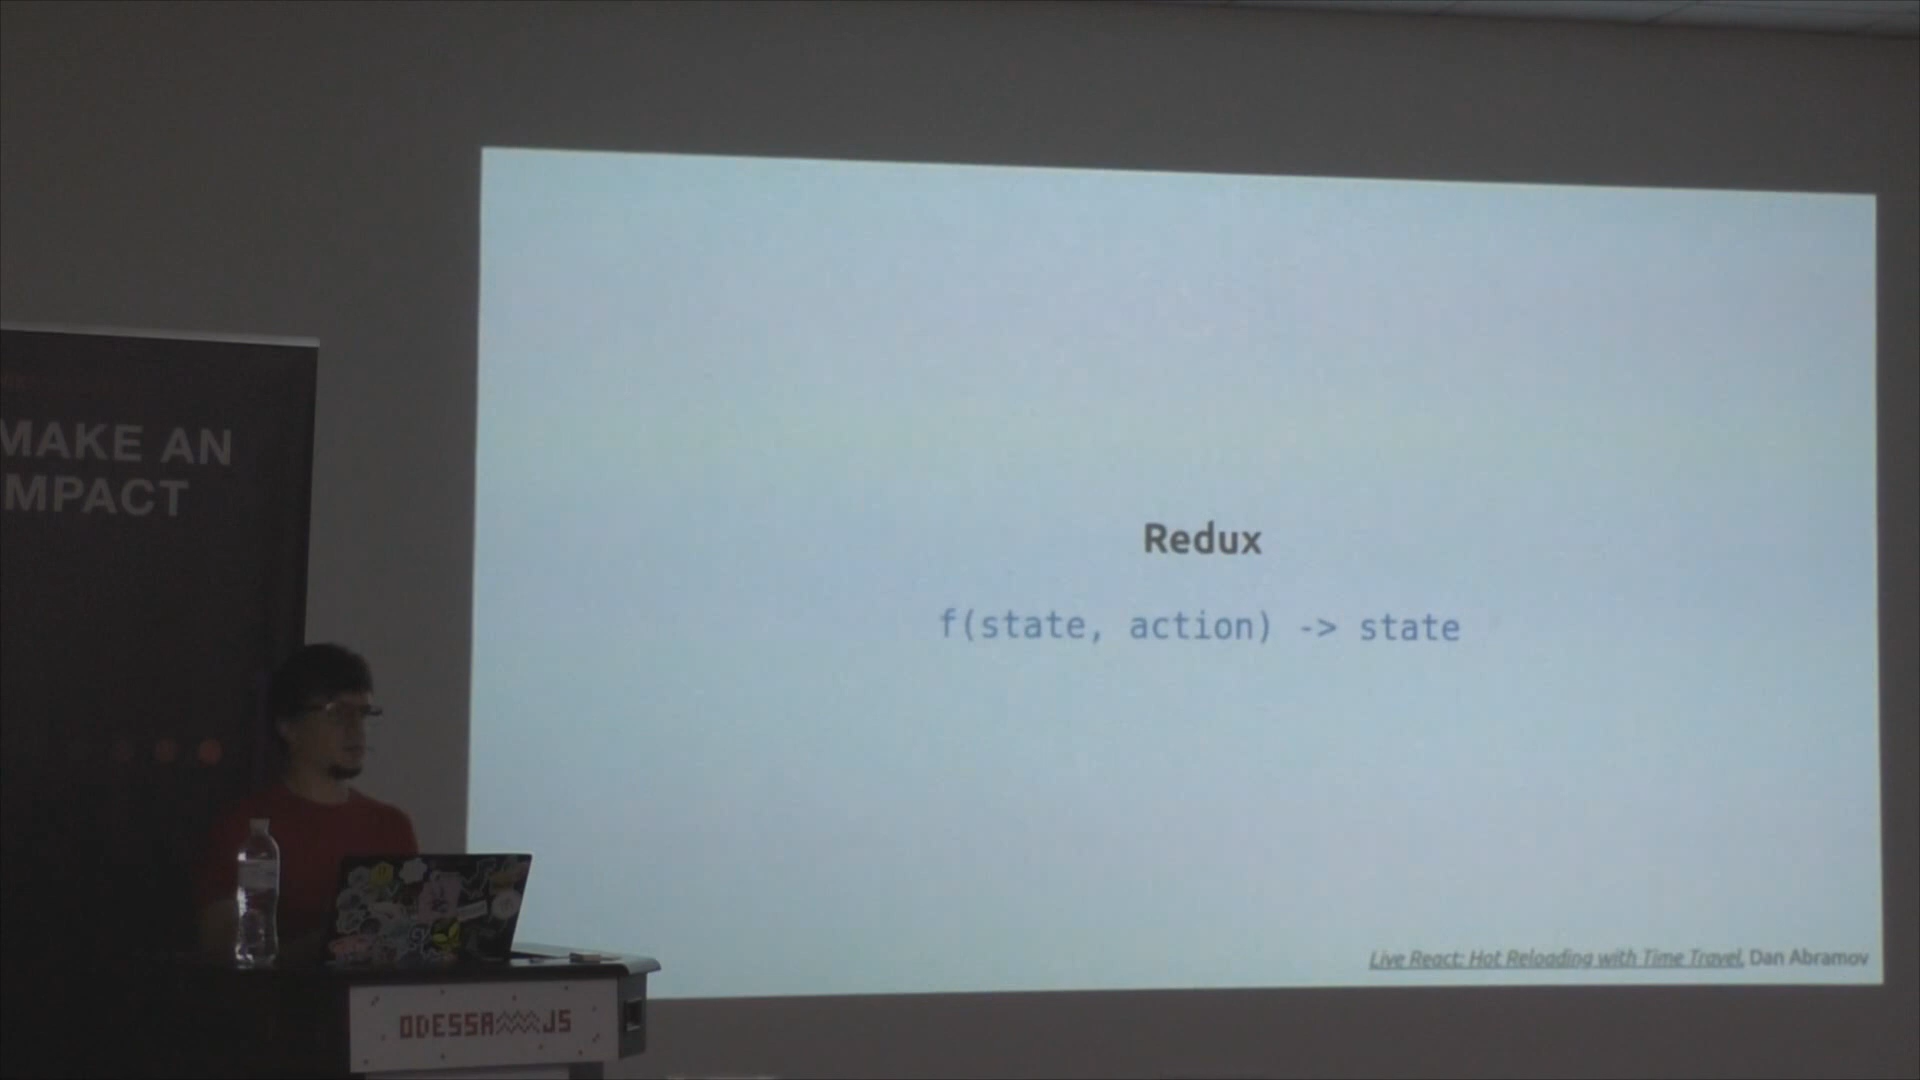 MAKE AN
MPACT
Redux
f(state, action) -> state
Live React: Hot Reloading with Time Travel, Dan Abramov
ODESSA JS